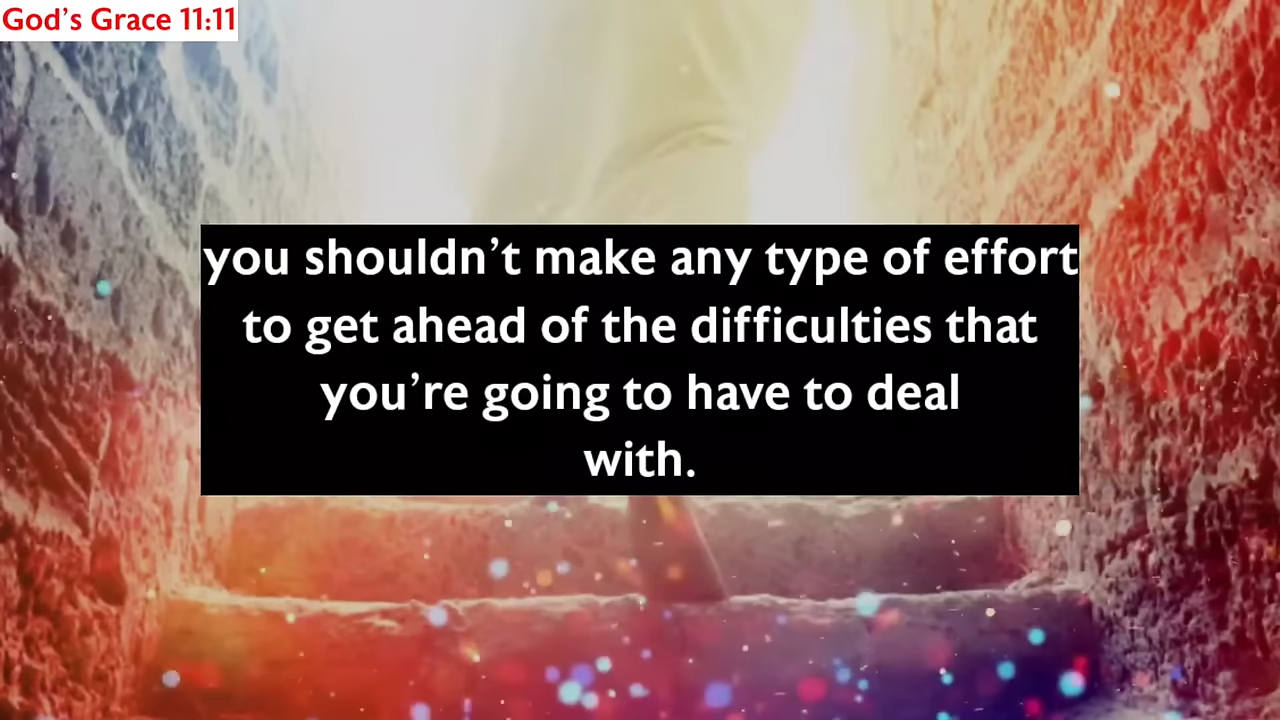 God's Grace 11:11
you shouldn't make any type of effort
to get ahead of the difficulties that
you're going to have to deal
with.